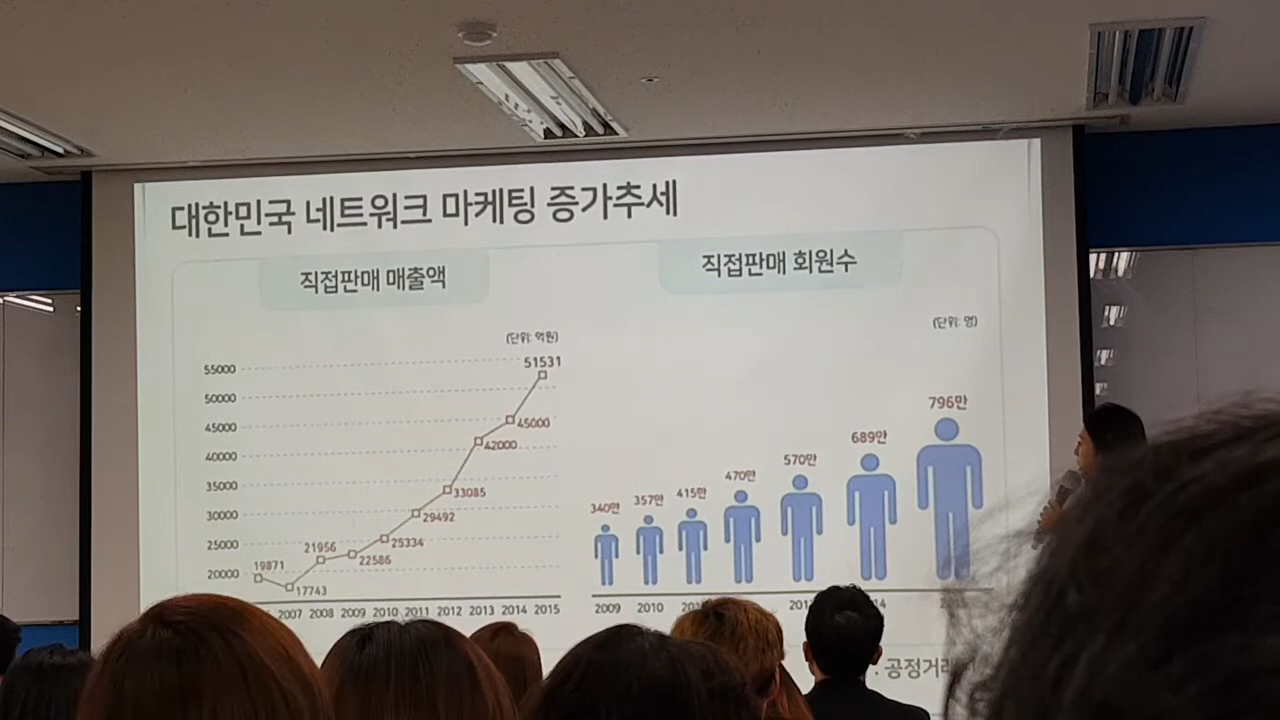 대한민국 네트워크 마케팅 증가추세
직접판매 매출액
(단위: 억원)
55000
50000
45000
40000
35000
30000
25000
20000
19871
17743
21956
22586
25334
29492
33085
42000
45000
51531
2007 2008 2009 2010 2011 2012 2013 2014 2015
직접판매 회원수
(단위: 명)
340만
357만
415만
470만
570만
689만
796만
2009 2010